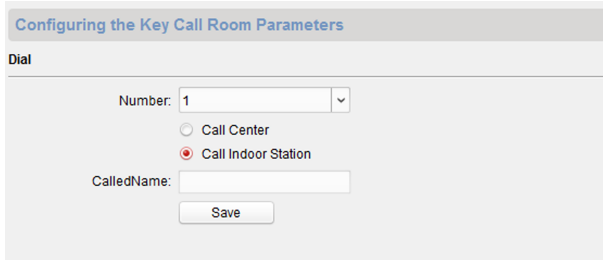 Configuring the Key Call Room Parameters
Dial
Number: 1
Call Center
Call Indoor Station
CalledName:
Save